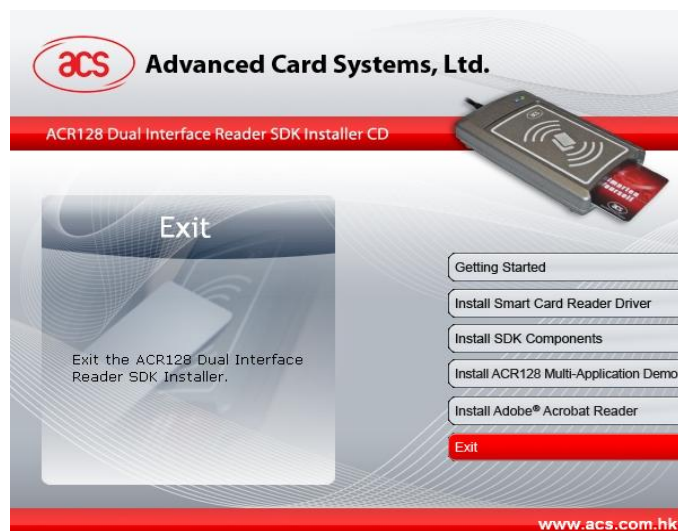 acs
Advanced Card Systems, Ltd.
ACR128 Dual Interface Reader SDK Installer CD
Exit
Exit the ACR128 Dual Interface
Reader SDK Installer.
Getting Started
Install Smart Card Reader Driver
Install SDK Components
Install ACR128 Multi-Application Demo
Install Adobe® Acrobat Reader
Exit
www.acs.com.hk